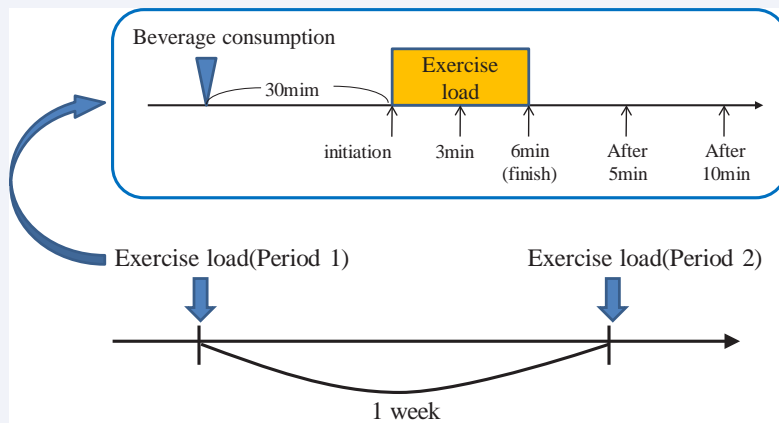 Beverage consumption
Exercise
load
30mim
initiation
3min
6min
(finish)
After
5min
After
10min
Exercise load(Period 1)
Exercise load(Period 2)
1 week